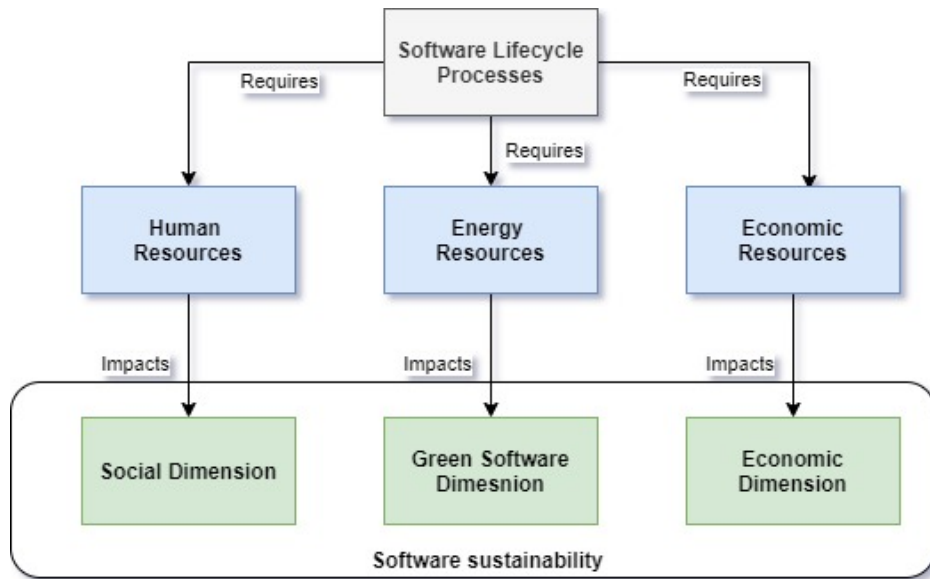 Software Lifecycle
Processes
Requires
Requires
Requires
Human
Resources
Energy
Resources
Economic
Resources
Impacts
Impacts
Impacts
Social Dimension
Green Software
Dimesnion
Economic
Dimension
Software sustainability